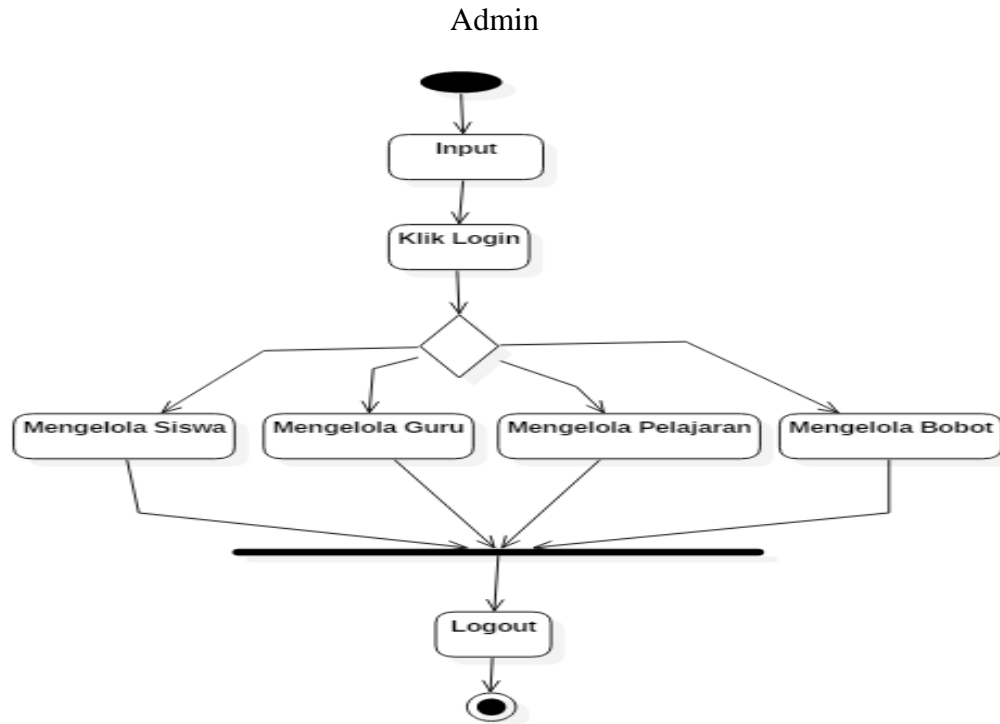 Admin
Input
Klik Login
Mengelola Siswa
Mengelola Guru
Mengelola Pelajaran
Mengelola Bobot
Logout